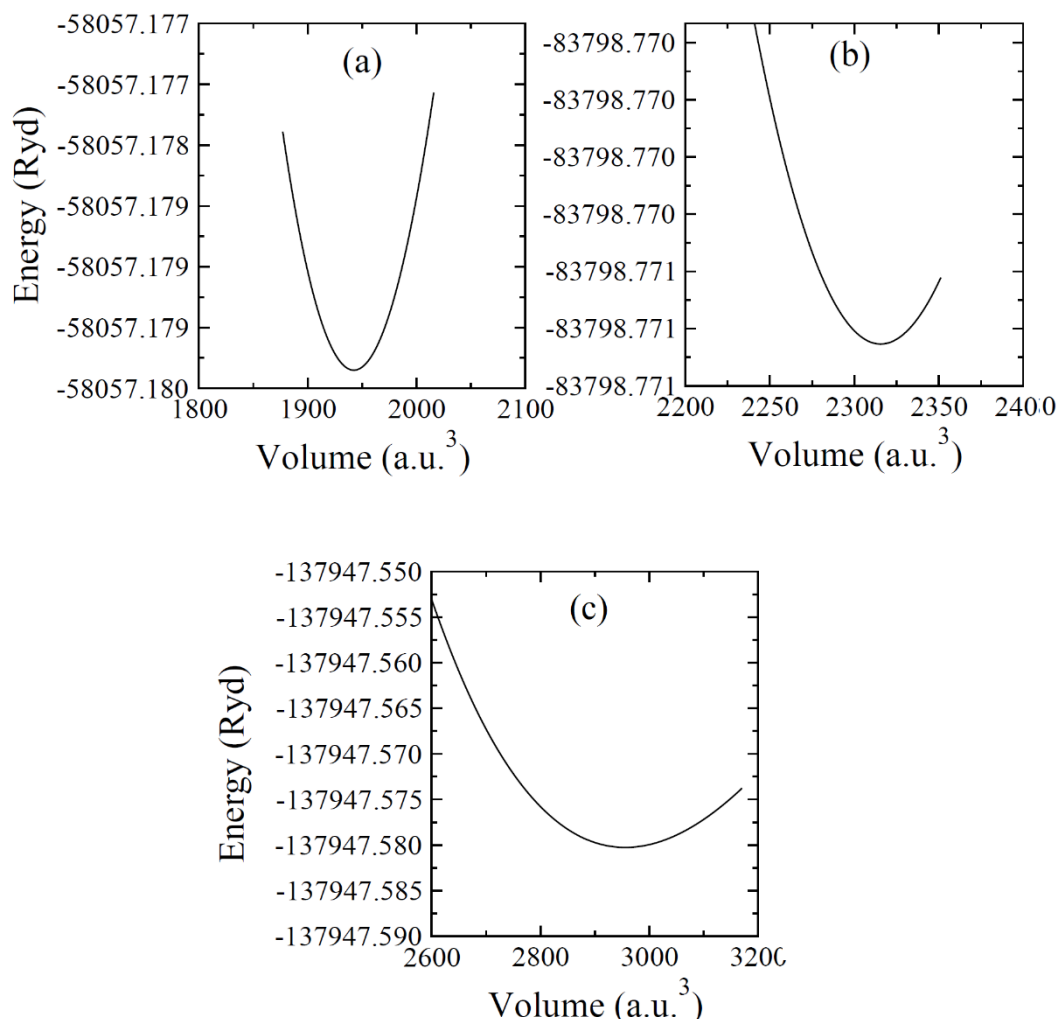 (a)
Energy (Ryd)
-58057.177
-58057.177
-58057.178
-58057.179
-58057.179
-58057.179
-58057.180
1800 1900 2000 2100
Volume (a.u.³)
(b)
-83798.770
-83798.770
-83798.770
-83798.770
-83798.771
-83798.771
-83798.771
2200 2250 2300 2350 2400
Volume (a.u.³)
(c)
Energy (Ryd)
-137947.550
-137947.555
-137947.560
-137947.565
-137947.570
-137947.575
-137947.580
-137947.585
-137947.590
2600 2800 3000 3200
Volume (a.u.³)